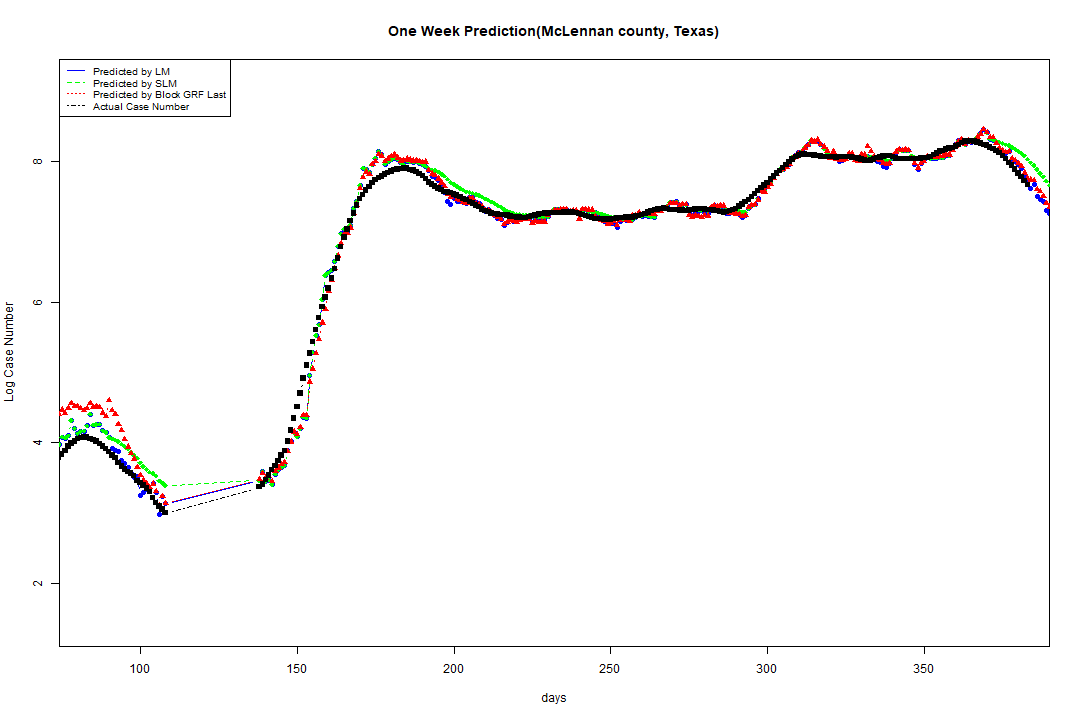 One Week Prediction(McLennan county, Texas)
Predicted by LM
Predicted by SLM
Predicted by Block GRF Last
Actual Case Number
8
6
4
2
Log Case Number
100 150 200 250 300 350
days